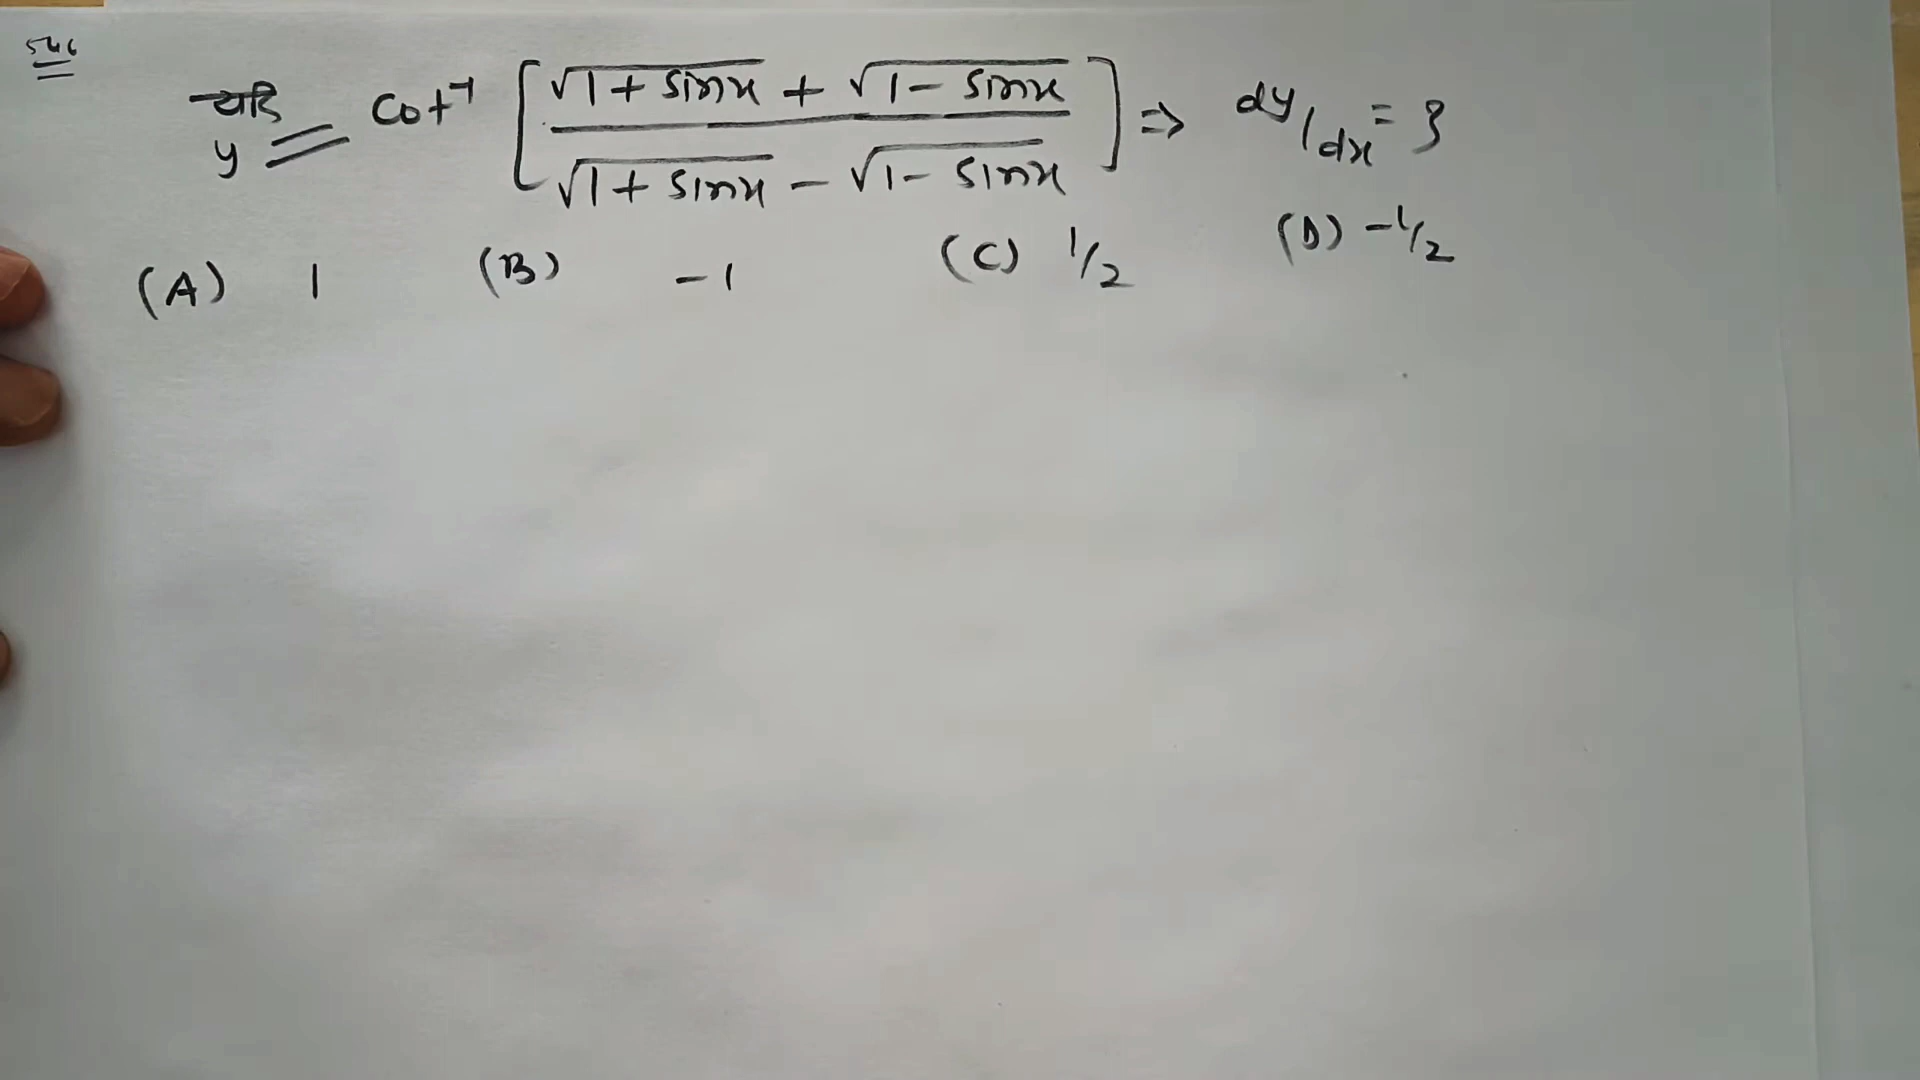 546
यदि y = Cot⁻¹ [ (√1+sinx + √1-sinx) / (√1+sinx - √1-sinx) ] ⇒ dy/dx = ?
(A) 1 (B) -1 (C) 1/2 (D) -1/2